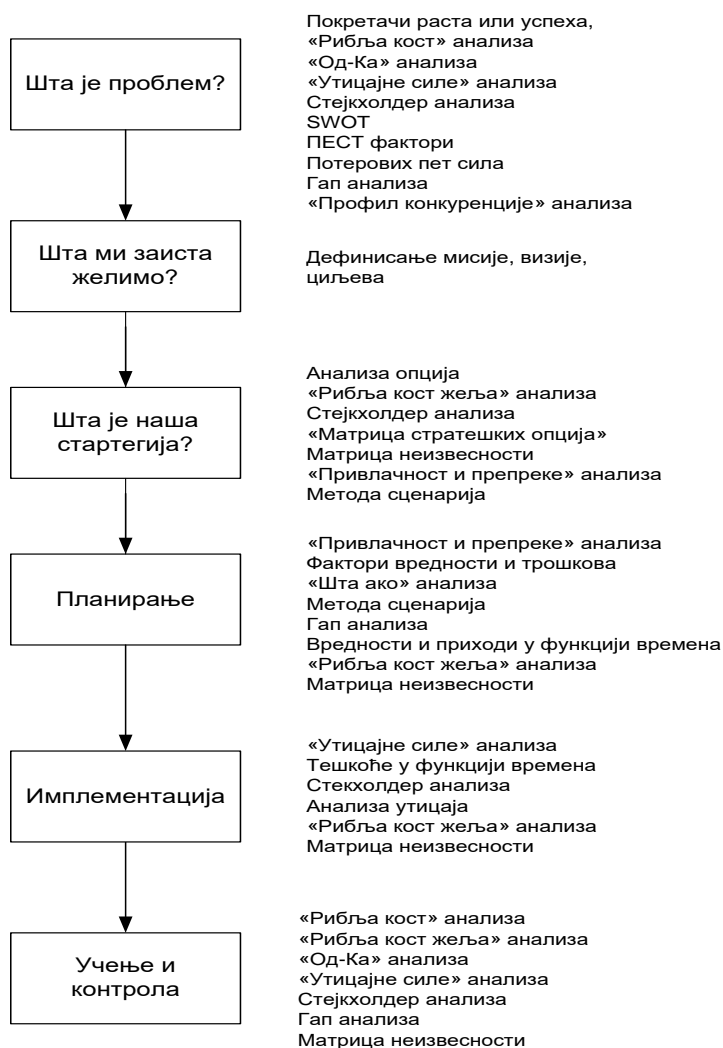 Шта је проблем?
Покретачи раста или успеха,
«Рибља кост» анализа
«Од-Ка» анализа
«Утицајне силе» анализа
Стејкхолдер анализа
SWOT
ПЕСТ фактори
Потерових пет сила
Гап анализа
«Профил конкуренције» анализа
Шта ми заиста
желимо?
Дефинисање мисије, визије,
циљева
Шта је наша
стартегија?
Анализа опција
«Рибља кост жеља» анализа
Стејкхолдер анализа
«Матрица стратешких опција»
Матрица неизвесности
«Привлачност и препреке» анализа
Метода сценарија
Планирање
«Привлачност и препреке» анализа
Фактори вредности и трошкова
«Шта ако» анализа
Метода сценарија
Гап анализа
Вредности и приходи у функцији времена
«Рибља кост жеља» анализа
Матрица неизвесности
Имплементација
«Утицајне силе» анализа
Тешкоће у функцији времена
Стекхолдер анализа
Анализа утицаја
«Рибља кост жеља» анализа
Матрица неизвесности
Учење и
контрола
«Рибља кост» анализа
«Рибља кост жеља» анализа
«Од-Ка» анализа
«Утицајне силе» анализа
Стејкхолдер анализа
Гап анализа
Матрица неизвесности